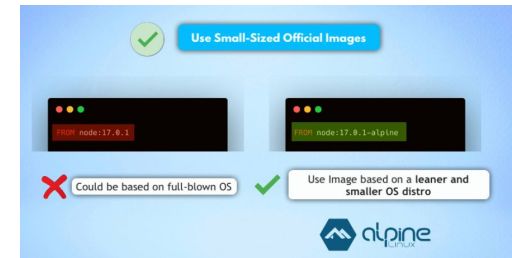 Use Small-Sized Official Images
FROM node:17.0.1
FROM node:17.0.1-alpine
Could be based on full-blown OS
Use Image based on a leaner and
smaller OS distro
alpine
LINUX